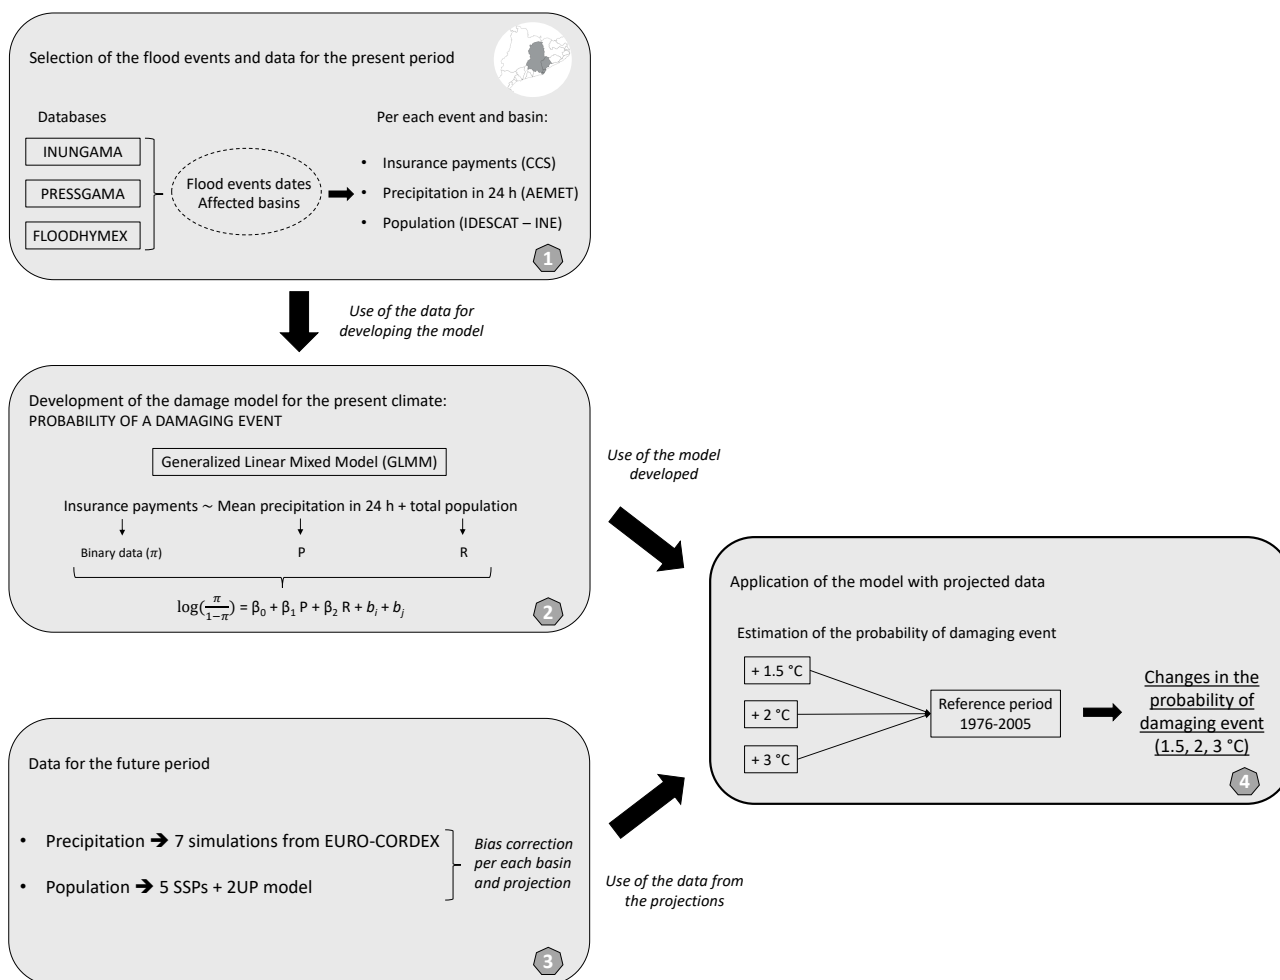 Selection of the flood events and data for the present period
Databases
INUNGAMA
PRESSGAMA
FLOODHYMEX
Flood events dates
Affected basins
Per each event and basin:
• Insurance payments (CCS)
• Precipitation in 24 h (AEMET)
• Population (IDESCAT – INE)
1
Use of the data for
developing the model
Development of the damage model for the present climate:
PROBABILITY OF A DAMAGING EVENT
Generalized Linear Mixed Model (GLMM)
Insurance payments ~ Mean precipitation in 24 h + total population
Binary data (π) P R
log(π/(1−π)) = β₀ + β₁ P + β₂ R + bᵢ + bⱼ
2
Use of the model
developed
Data for the future period
• Precipitation ➔ 7 simulations from EURO-CORDEX
• Population ➔ 5 SSPs + 2UP model
Bias correction
per each basin
and projection
3
Use of the data from
the projections
Application of the model with projected data
Estimation of the probability of damaging event
+ 1.5 °C
+ 2 °C
+ 3 °C
Reference period
1976-2005
Changes in the
probability of
damaging event
(1.5, 2, 3 °C)
4